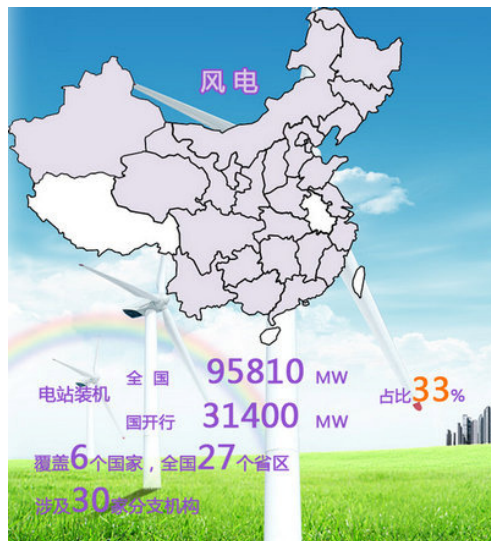 风电
全国 95810 MW
电站装机
占比33%
国开行 31400 MW
覆盖6个国家，全国27个省区
涉及30家分支机构